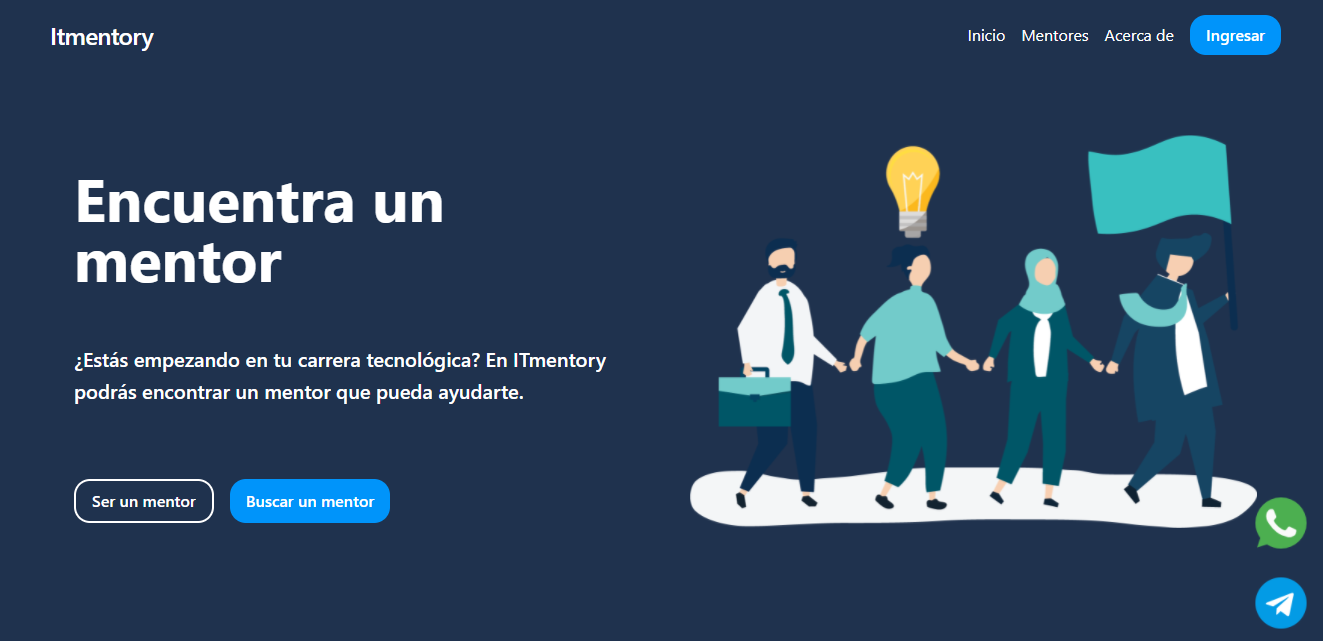 Itmentory
Inicio Mentores Acerca de Ingresar
Encuentra un
mentor
¿Estás empezando en tu carrera tecnológica? En ITmentory
podrás encontrar un mentor que pueda ayudarte.
Ser un mentor Buscar un mentor